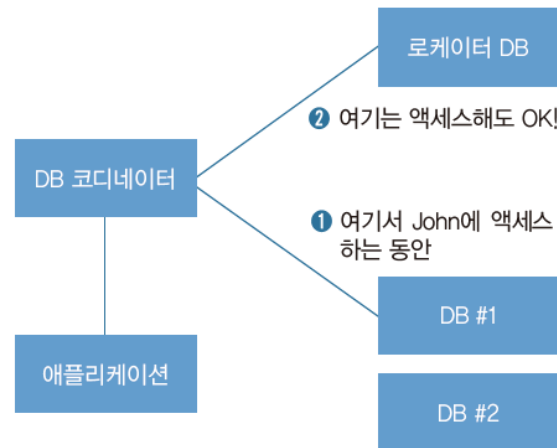 로케이터 DB
❷ 여기는 액세스해도 OK!
DB 코디네이터
❶ 여기서 John에 액세스
하는 동안
DB #1
애플리케이션
DB #2